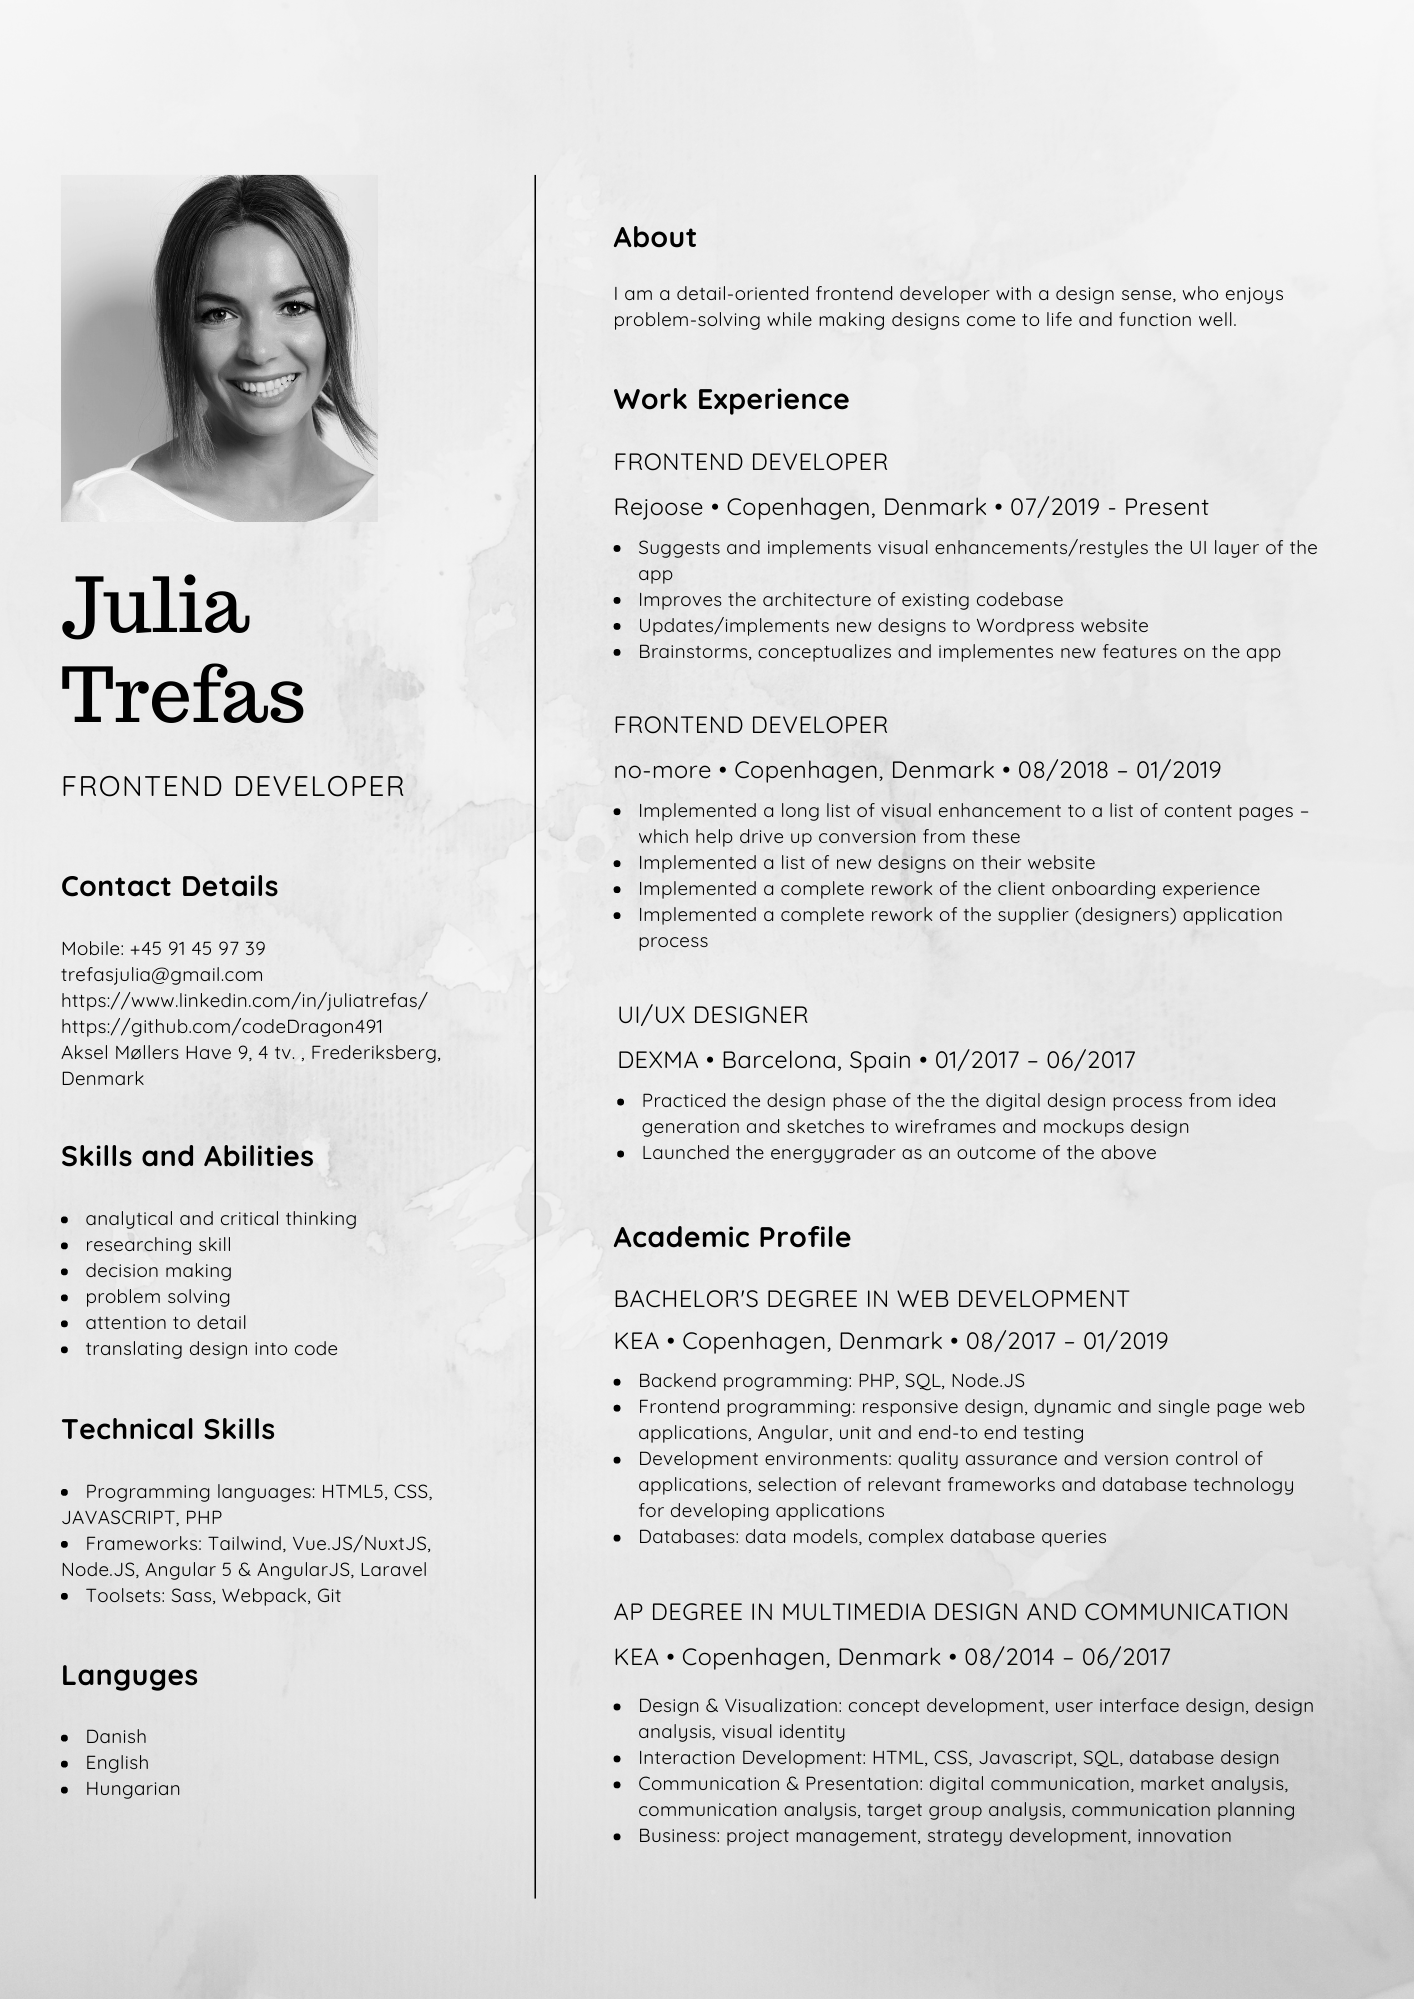 Julia
Trefas
FRONTEND DEVELOPER
Contact Details
Mobile: +45 91 45 97 39
trefasjulia@gmail.com
https://www.linkedin.com/in/juliatrefas/
https://github.com/codeDragon491
Aksel Møllers Have 9, 4 tv. , Frederiksberg,
Denmark
Skills and Abilities
• analytical and critical thinking
• researching skill
• decision making
• problem solving
• attention to detail
• translating design into code
Technical Skills
• Programming languages: HTML5, CSS,
JAVASCRIPT, PHP
• Frameworks: Tailwind, Vue.JS/NuxtJS,
Node.JS, Angular 5 & AngularJS, Laravel
• Toolsets: Sass, Webpack, Git
Languges
• Danish
• English
• Hungarian
About
I am a detail-oriented frontend developer with a design sense, who enjoys
problem-solving while making designs come to life and function well.
Work Experience
FRONTEND DEVELOPER
Rejoose • Copenhagen, Denmark • 07/2019 - Present
• Suggests and implements visual enhancements/restyles the UI layer of the
app
• Improves the architecture of existing codebase
• Updates/implements new designs to Wordpress website
• Brainstorms, conceptualizes and implementes new features on the app
FRONTEND DEVELOPER
no-more • Copenhagen, Denmark • 08/2018 – 01/2019
• Implemented a long list of visual enhancement to a list of content pages –
which help drive up conversion from these
• Implemented a list of new designs on their website
• Implemented a complete rework of the client onboarding experience
• Implemented a complete rework of the supplier (designers) application
process
UI/UX DESIGNER
DEXMA • Barcelona, Spain • 01/2017 – 06/2017
• Practiced the design phase of the the digital design process from idea
generation and sketches to wireframes and mockups design
• Launched the energygrader as an outcome of the above
Academic Profile
BACHELOR'S DEGREE IN WEB DEVELOPMENT
KEA • Copenhagen, Denmark • 08/2017 – 01/2019
• Backend programming: PHP, SQL, Node.JS
• Frontend programming: responsive design, dynamic and single page web
applications, Angular, unit and end-to end testing
• Development environments: quality assurance and version control of
applications, selection of relevant frameworks and database technology
for developing applications
• Databases: data models, complex database queries
AP DEGREE IN MULTIMEDIA DESIGN AND COMMUNICATION
KEA • Copenhagen, Denmark • 08/2014 – 06/2017
• Design & Visualization: concept development, user interface design, design
analysis, visual identity
• Interaction Development: HTML, CSS, Javascript, SQL, database design
• Communication & Presentation: digital communication, market analysis,
communication analysis, target group analysis, communication planning
• Business: project management, strategy development, innovation